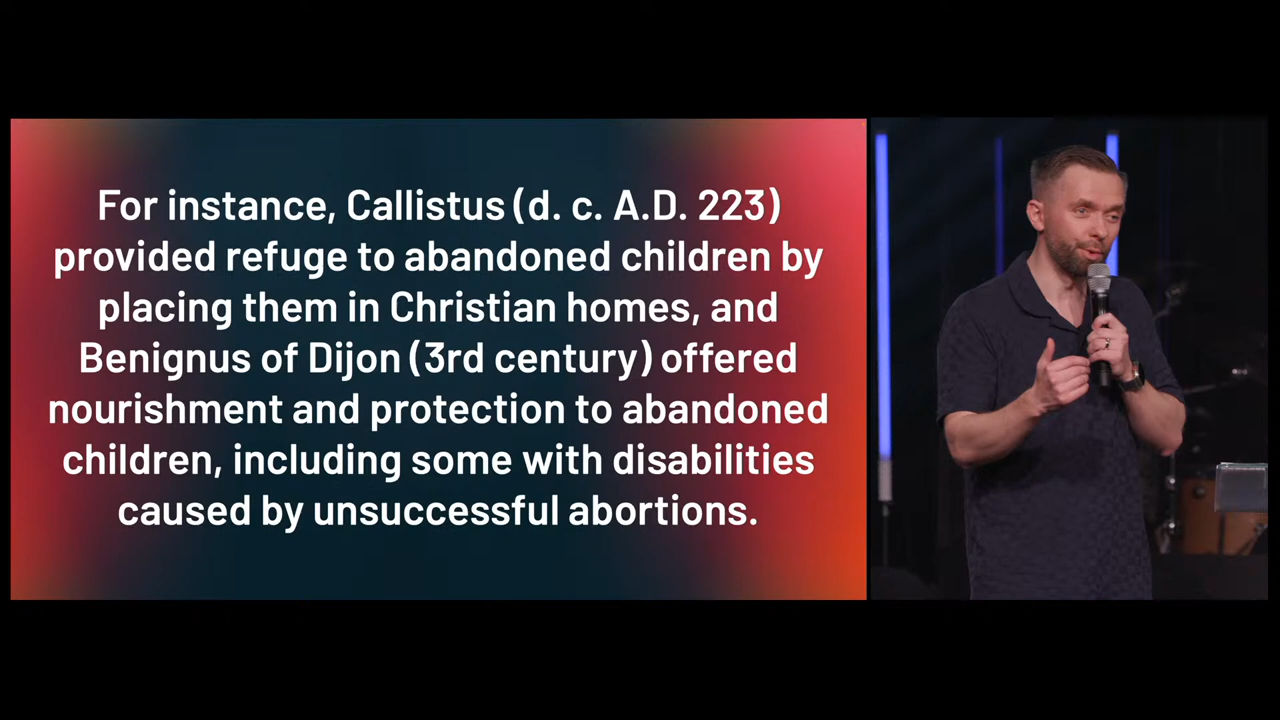 For instance, Callistus (d. c. A.D. 223)
provided refuge to abandoned children by
placing them in Christian homes, and
Benignus of Dijon (3rd century) offered
nourishment and protection to abandoned
children, including some with disabilities
caused by unsuccessful abortions.